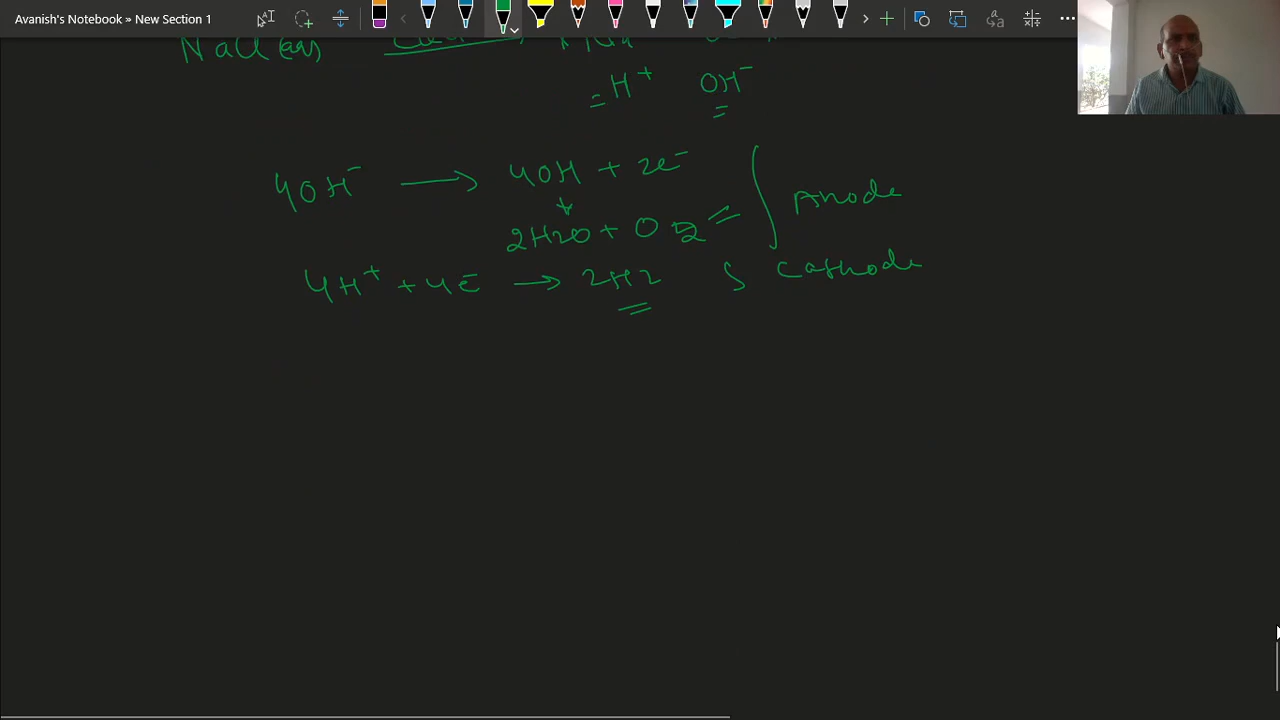 Avanish's Notebook » New Section 1
NaCl (aq)
H⁺ OH⁻
4OH⁻ → 4OH + 2e⁻
2H2O + O2 Anode
4H⁺ + 4e⁻ → 2H2 Cathode